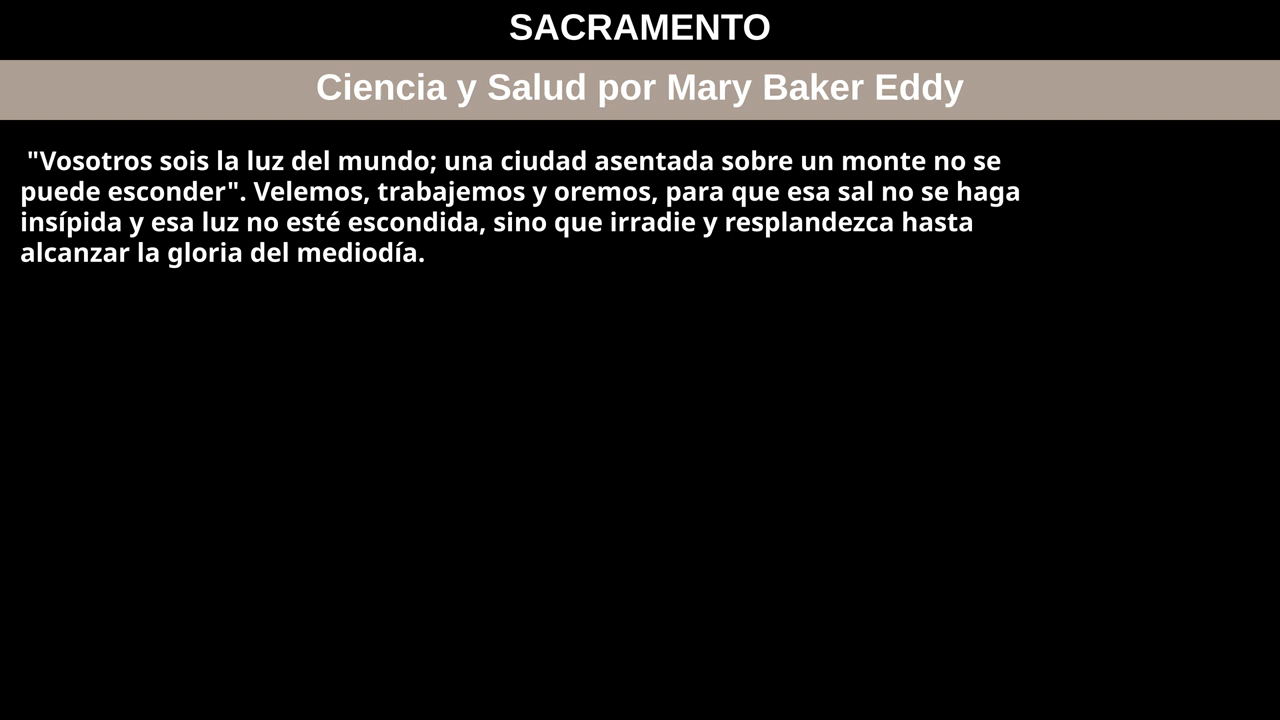 SACRAMENTO
Ciencia y Salud por Mary Baker Eddy
"Vosotros sois la luz del mundo; una ciudad asentada sobre un monte no se
puede esconder". Velemos, trabajemos y oremos, para que esa sal no se haga
insípida y esa luz no esté escondida, sino que irradie y resplandezca hasta
alcanzar la gloria del mediodía.